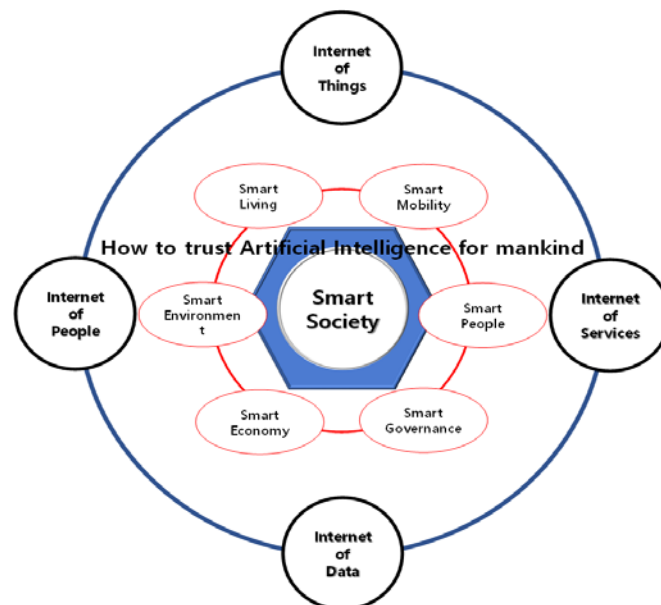 Internet
of
Things
Smart
Living
Smart
Mobility
How to trust Artificial Intelligence for mankind
Internet
of
People
Smart
Environmen
t
Smart
Society
Smart
People
Internet
of
Services
Smart
Economy
Smart
Governance
Internet
of
Data